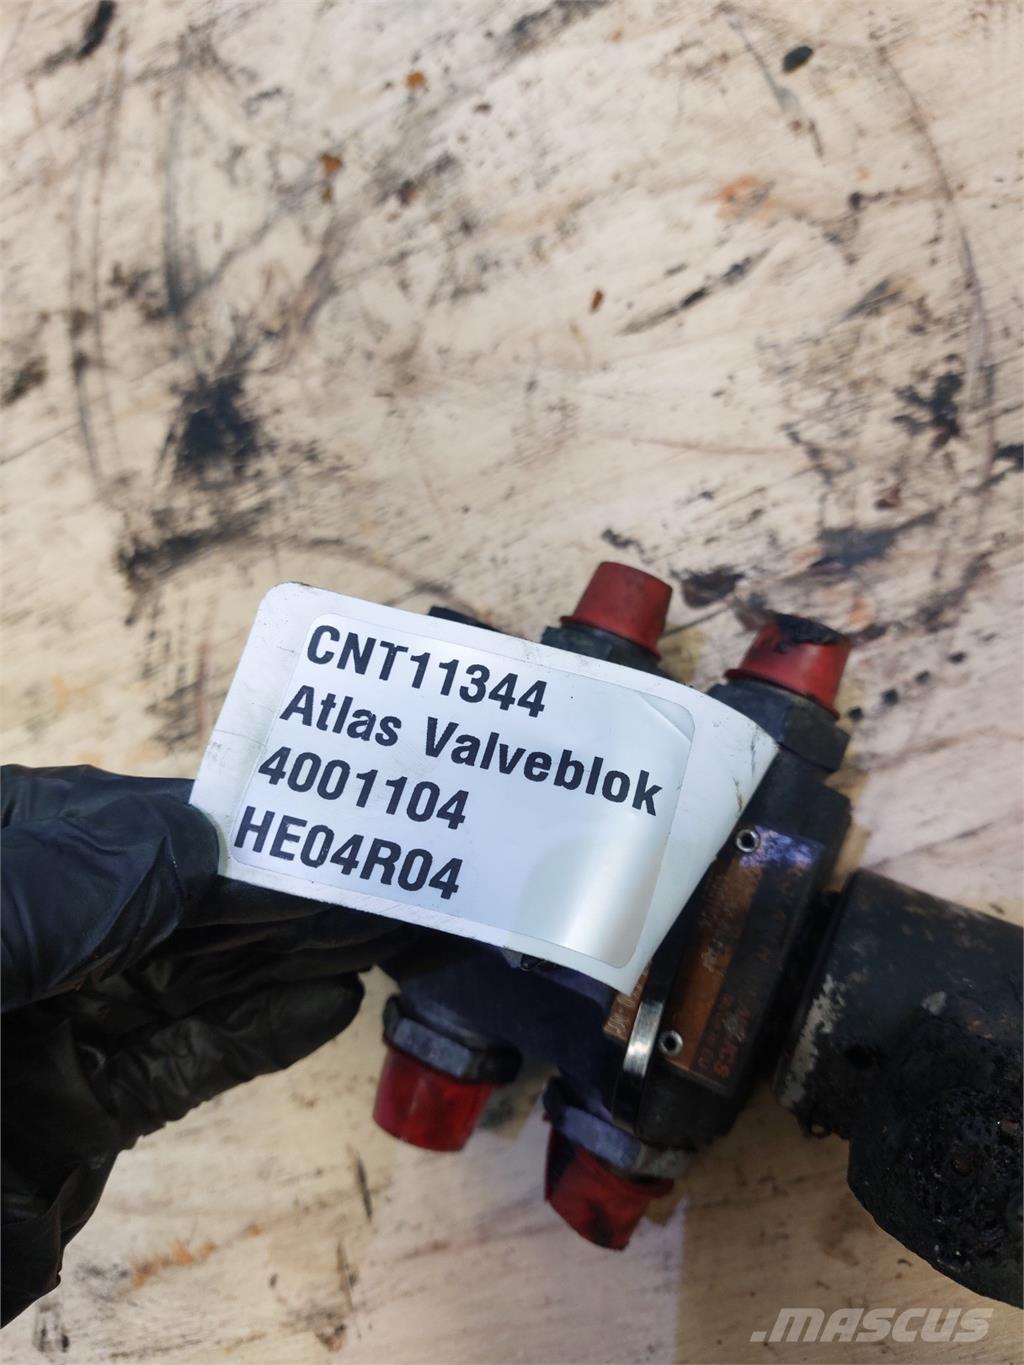 CNT11344
Atlas Valveblok
4001104
HE04R04
.MASCUS